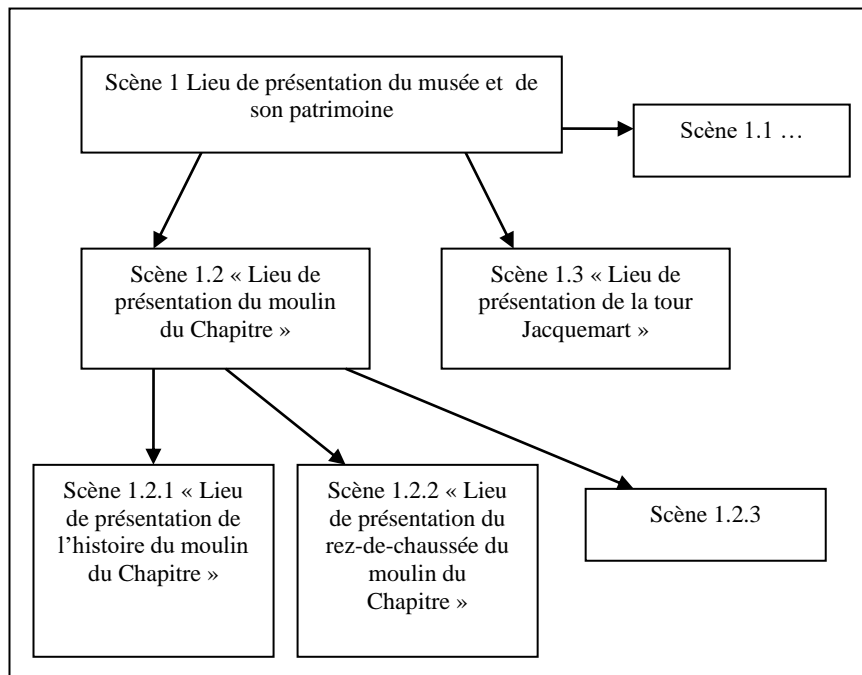 Scène 1 Lieu de présentation du musée et de
son patrimoine
Scène 1.1 …
Scène 1.2 « Lieu de
présentation du moulin
du Chapitre »
Scène 1.3 « Lieu de
présentation de la tour
Jacquemart »
Scène 1.2.1 « Lieu
de présentation de
l’histoire du moulin
du Chapitre »
Scène 1.2.2 « Lieu
de présentation du
rez-de-chaussée du
moulin du
Chapitre »
Scène 1.2.3